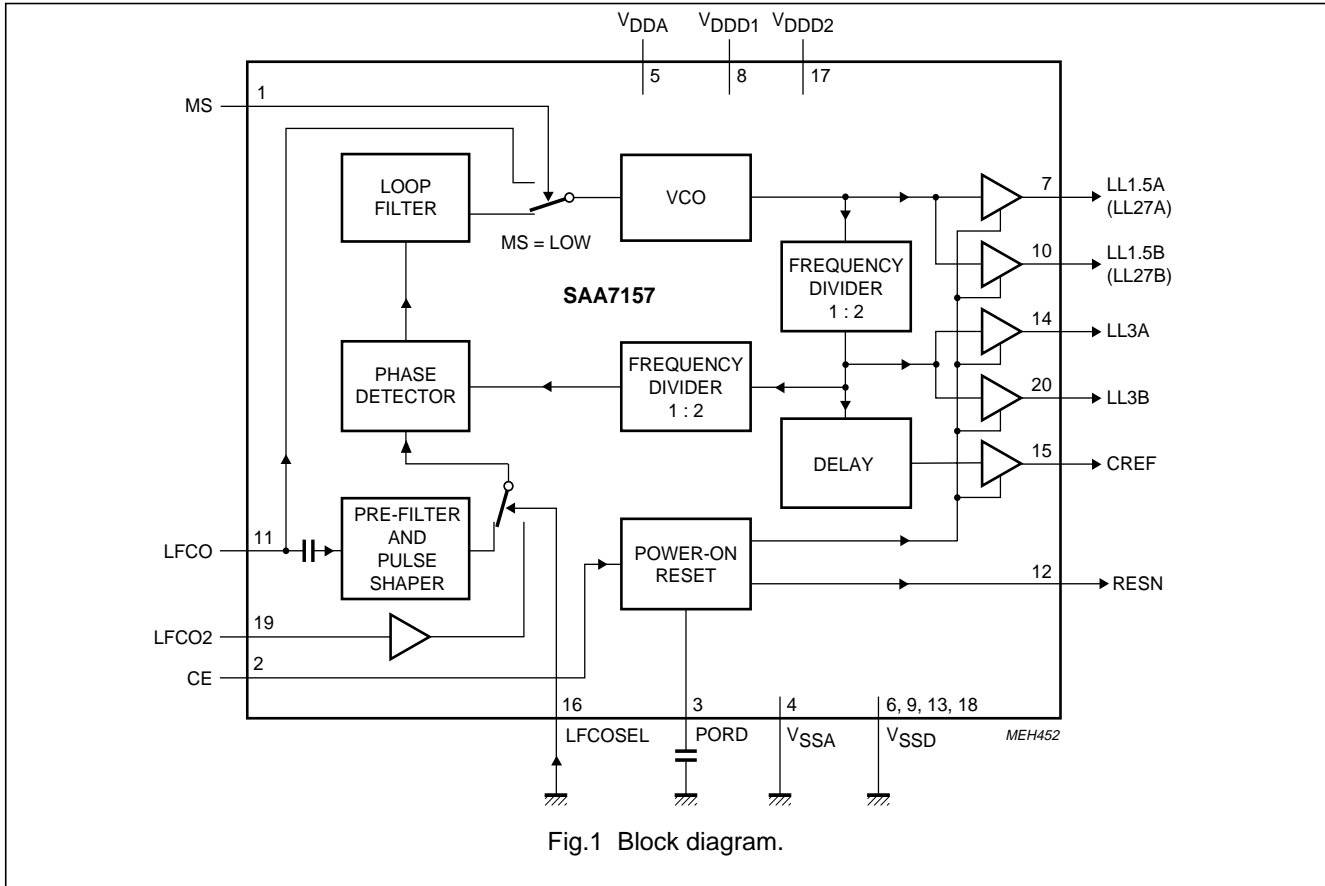 VDDA
VDDD1
VDDD2
5
8
17
MS
1
LOOP
FILTER
MS = LOW
VCO
7
LL1.5A
(LL27A)
10
LL1.5B
(LL27B)
SAA7157
FREQUENCY
DIVIDER
1 : 2
14
LL3A
PHASE
DETECTOR
FREQUENCY
DIVIDER
1 : 2
20
LL3B
DELAY
15
CREF
LFCO
11
PRE-FILTER
AND
PULSE
SHAPER
POWER-ON
RESET
12
RESN
LFCO2
19
CE
2
16
LFCOSEL
3
PORD
4
VSSA
6, 9, 13, 18
VSSD
MEH452
Fig.1 Block diagram.